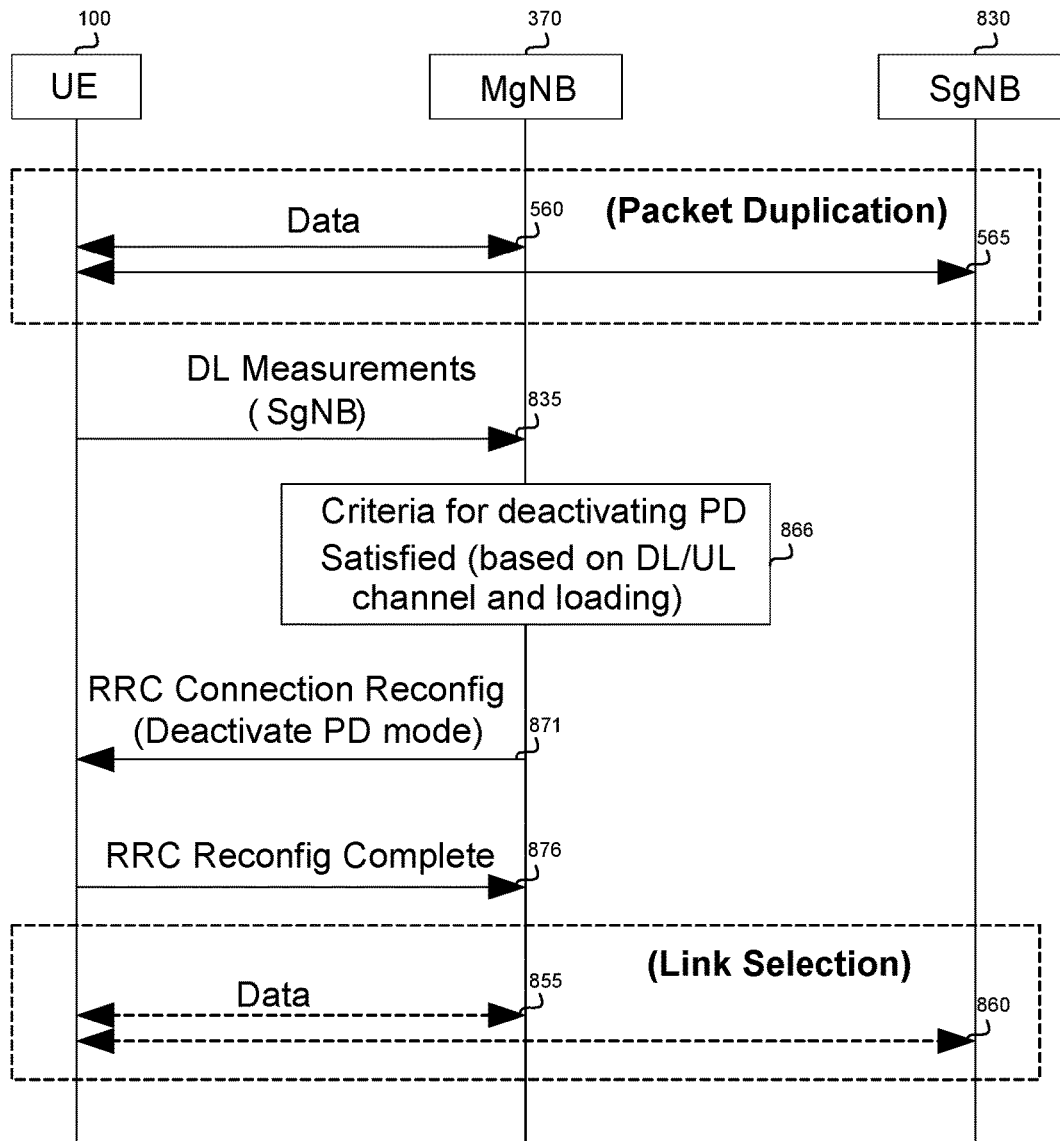 100
370
830
UE
MgNB
SgNB
(Packet Duplication)
Data
560
565
DL Measurements
( SgNB)
835
Criteria for deactivating PD
Satisfied (based on DL/UL
channel and loading)
866
RRC Connection Reconfig
(Deactivate PD mode)
871
RRC Reconfig Complete
876
(Link Selection)
Data
855
860